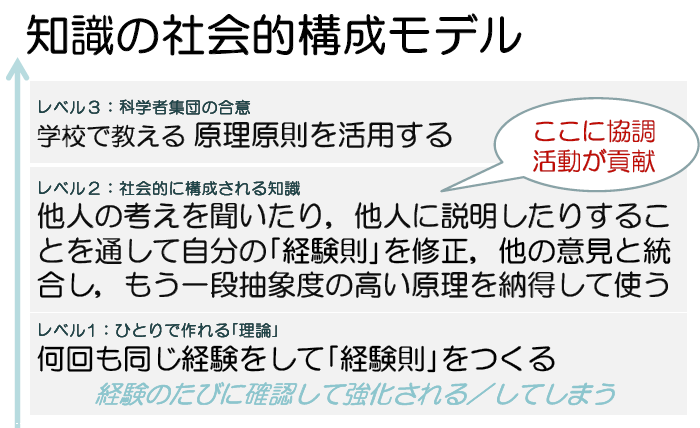 知識の社会的構成モデル
レベル3：科学者集団の合意
学校で教える 原理原則を活用する
ここに協調
活動が貢献
レベル2：社会的に構成される知識
他人の考えを聞いたり，他人に説明したりするこ
とを通して自分の｢経験則｣を修正，他の意見と統
合し，もう一段抽象度の高い原理を納得して使う
レベル1：ひとりで作れる｢理論｣
何回も同じ経験をして｢経験則｣をつくる
経験のたびに確認して強化される／してしまう